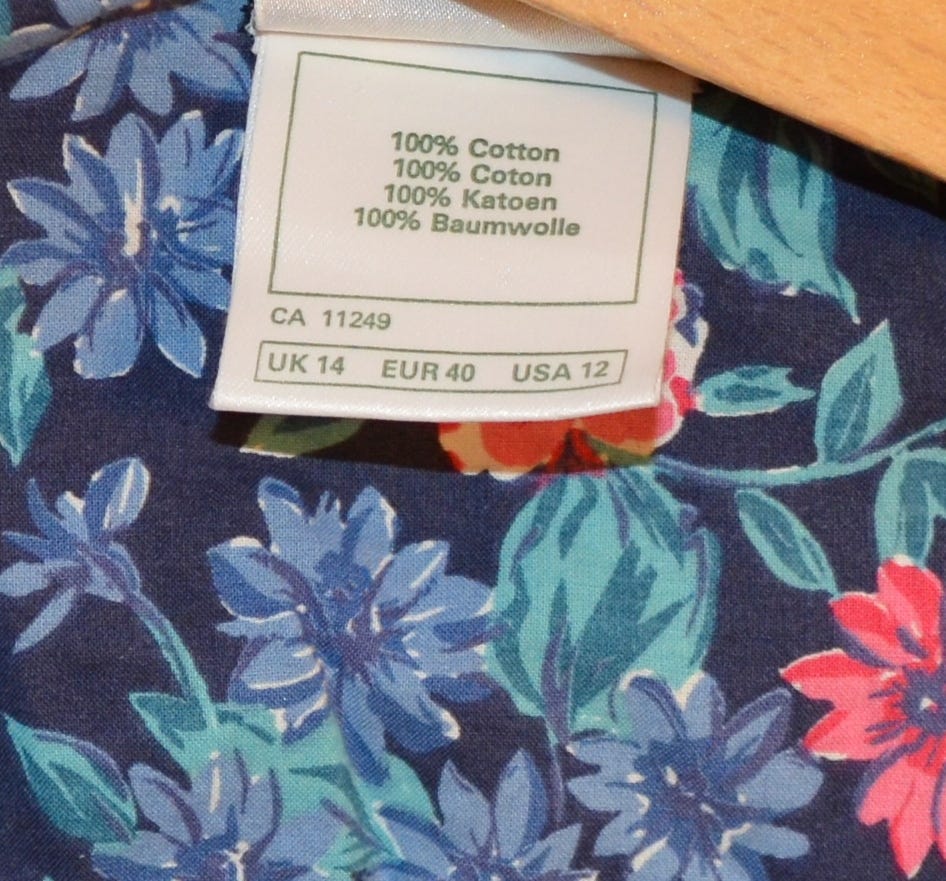 100% Cotton
100% Coton
100% Katoen
100% Baumwolle
CA 11249
UK 14 EUR 40 USA 12